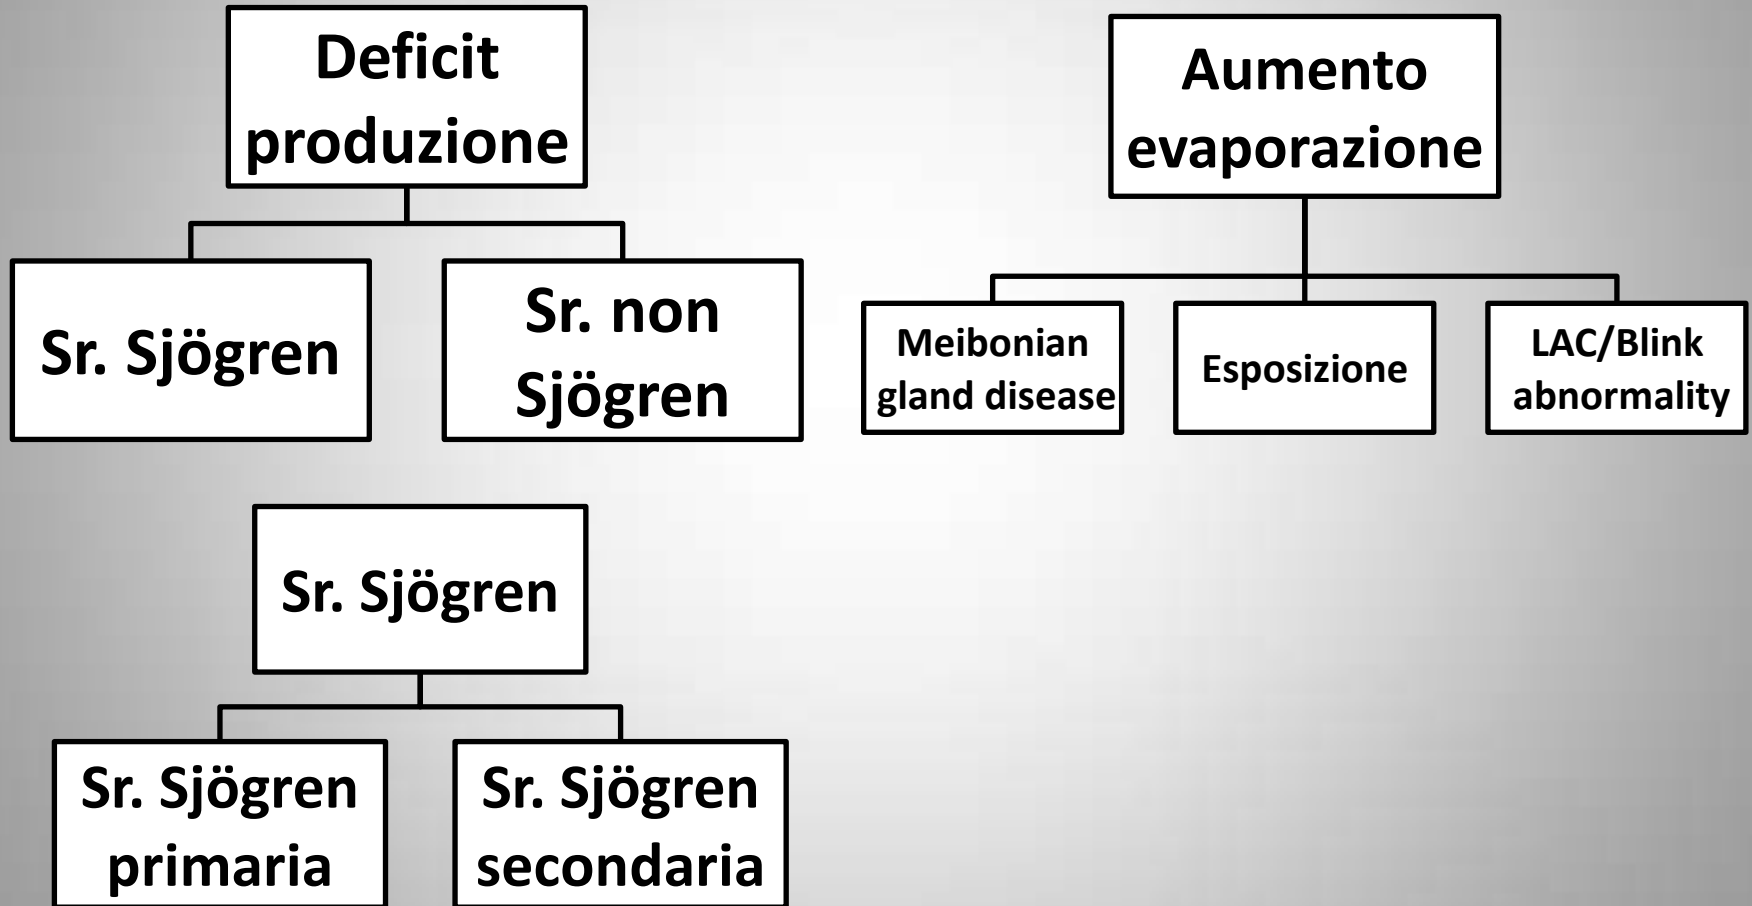 Deficit
produzione
Sr. Sjögren
Sr. non
Sjögren
Aumento
evaporazione
Meibonian
gland disease
Esposizione
LAC/Blink
abnormality
Sr. Sjögren
Sr. Sjögren
primaria
Sr. Sjögren
secondaria